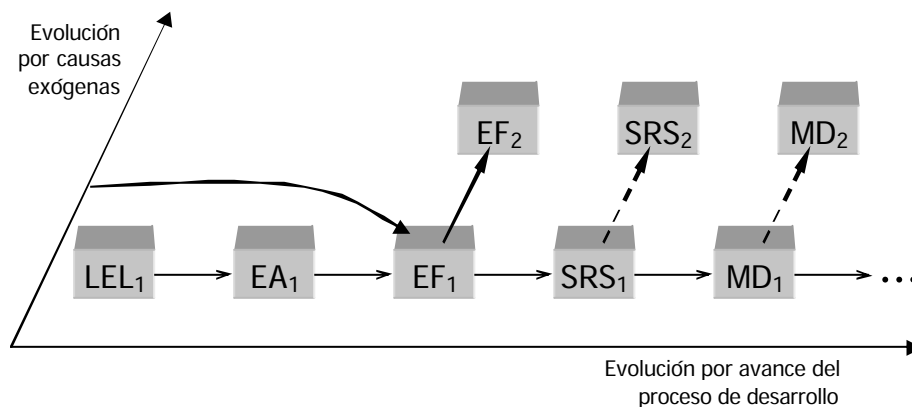 Evolución
por causas
exógenas
EF₂ SRS₂ MD₂
LEL₁ EA₁ EF₁ SRS₁ MD₁ ...
Evolución por avance del
proceso de desarrollo